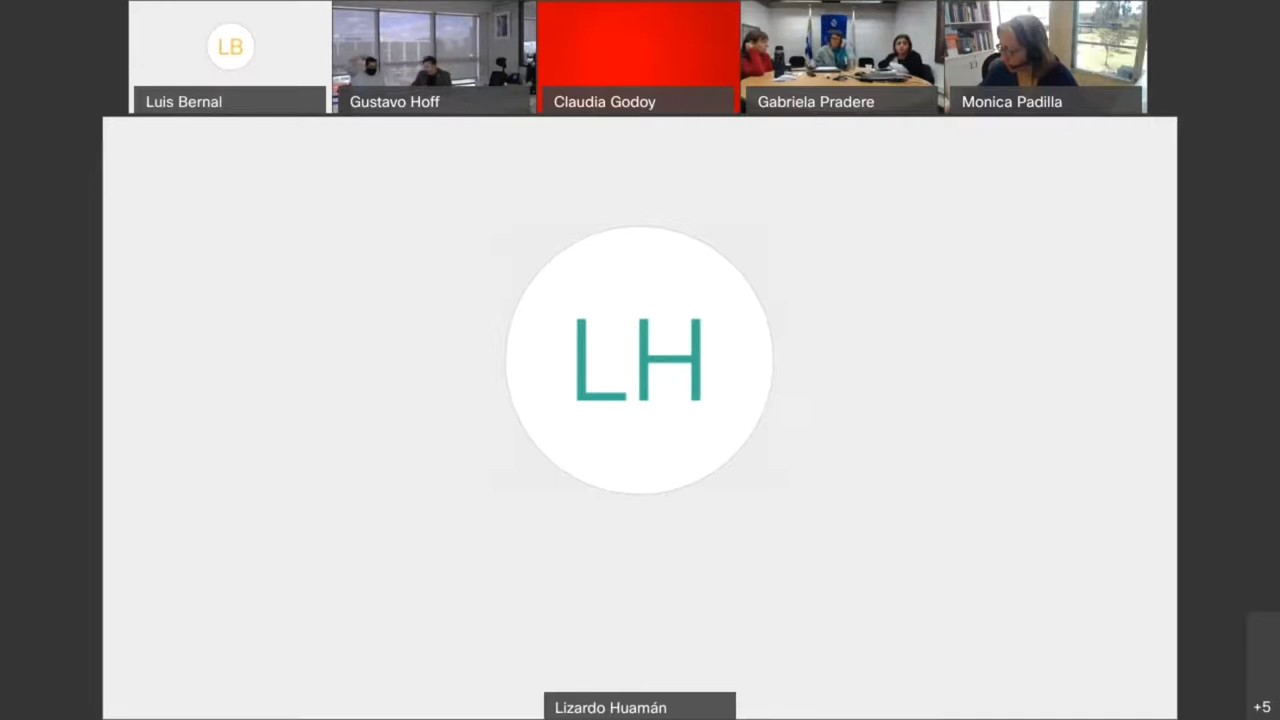 LB
Luis Bernal
Gustavo Hoff
Claudia Godoy
Gabriela Pradere
Monica Padilla
LH
Lizardo Huamán
+5